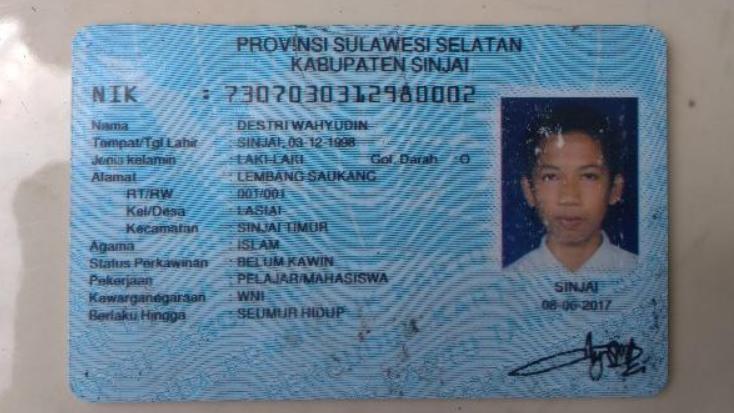 PROVINSI SULAWESI SELATAN
KABUPATEN SINJAI
NIK : 7307030312980002
Nama : DESTRI WAHYUDIN
Tempat/Tgl Lahir : SINJAI, 03-12-1998
Jenis kelamin : LAKI-LAKI Gol. Darah : O
Alamat : LEMBANG SAUKANG
RT/RW : 001/001
Kel/Desa : LASIAI
Kecamatan : SINJAI TIMUR
Agama : ISLAM
Status Perkawinan : BELUM KAWIN
Pekerjaan : PELAJAR/MAHASISWA
Kewarganegaraan : WNI
Berlaku Hingga : SEUMUR HIDUP
SINJAI
08-06-2017